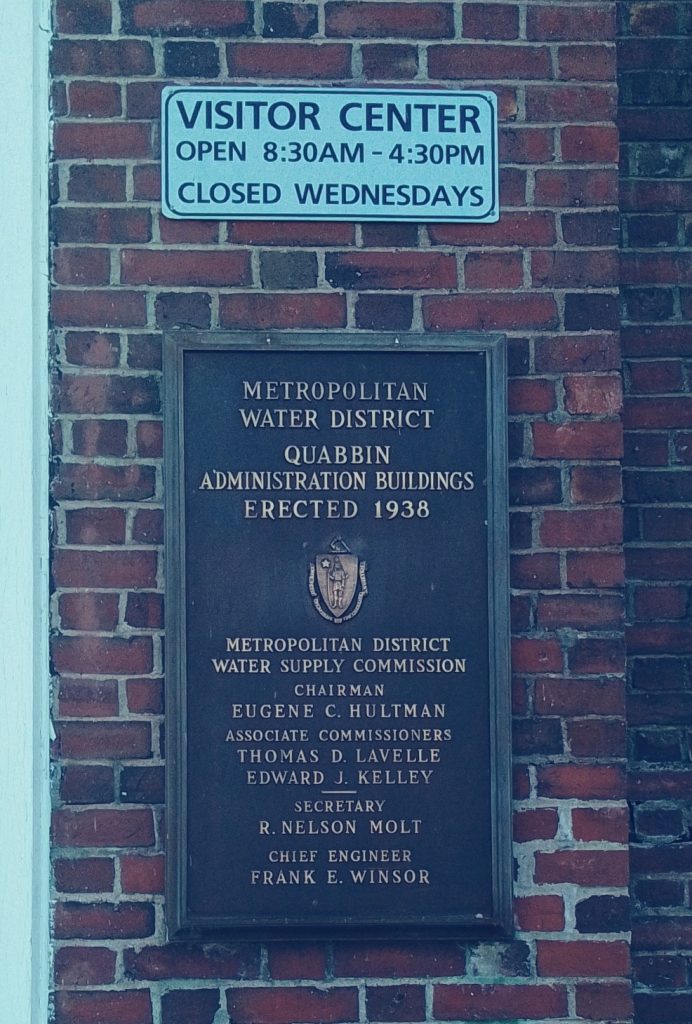 VISITOR CENTER
OPEN 8:30AM - 4:30PM
CLOSED WEDNESDAYS
METROPOLITAN
WATER DISTRICT
QUABBIN
ADMINISTRATION BUILDINGS
ERECTED 1938
METROPOLITAN DISTRICT
WATER SUPPLY COMMISSION
CHAIRMAN
EUGENE C. HULTMAN
ASSOCIATE COMMISSIONERS
THOMAS D. LAVELLE
EDWARD J. KELLEY
SECRETARY
R. NELSON MOLT
CHIEF ENGINEER
FRANK E. WINSOR